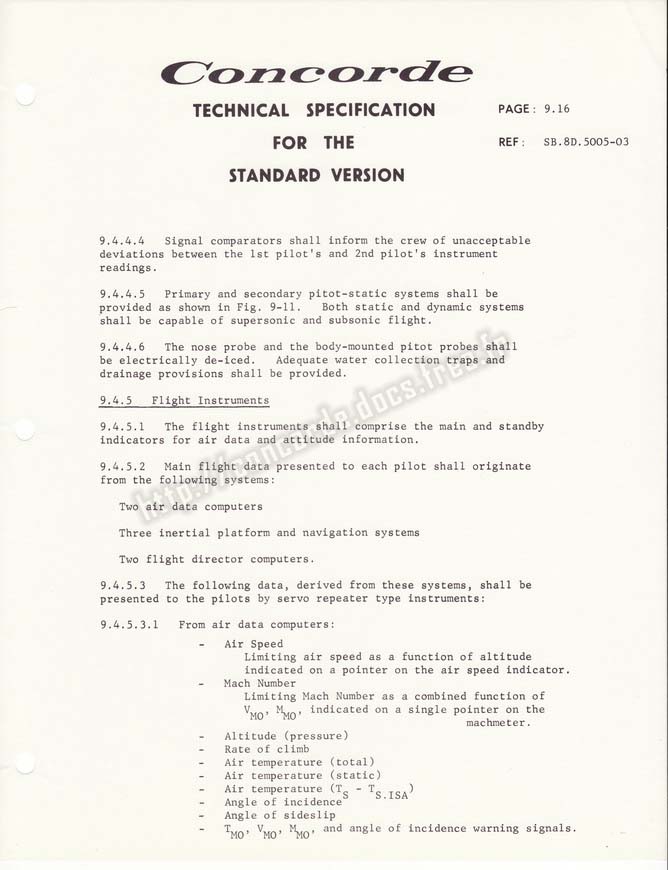 Concorde
TECHNICAL SPECIFICATION
PAGE: 9.16
FOR THE
REF: SB.8D.5005-03
STANDARD VERSION
9.4.4.4 Signal comparators shall inform the crew of unacceptable
deviations between the 1st pilot's and 2nd pilot's instrument
readings.
9.4.4.5 Primary and secondary pitot-static systems shall be
provided as shown in Fig. 9-11. Both static and dynamic systems
shall be capable of supersonic and subsonic flight.
9.4.4.6 The nose probe and the body-mounted pitot probes shall
be electrically de-iced. Adequate water collection traps and
drainage provisions shall be provided.
9.4.5 Flight Instruments
9.4.5.1 The flight instruments shall comprise the main and standby
indicators for air data and attitude information.
9.4.5.2 Main flight data presented to each pilot shall originate
from the following systems:
Two air data computers
Three inertial platform and navigation systems
Two flight director computers.
9.4.5.3 The following data, derived from these systems, shall be
presented to the pilots by servo repeater type instruments:
9.4.5.3.1 From air data computers:
- Air Speed
Limiting air speed as a function of altitude
indicated on a pointer on the air speed indicator.
- Mach Number
Limiting Mach Number as a combined function of
VMO, MMO, indicated on a single pointer on the
machmeter.
- Altitude (pressure)
- Rate of climb
- Air temperature (total)
- Air temperature (static)
- Air temperature (TS - TS.ISA)
- Angle of incidence
- Angle of sideslip
- TMO, VMO, MMO, and angle of incidence warning signals.
http://concorde.docs.free.fr